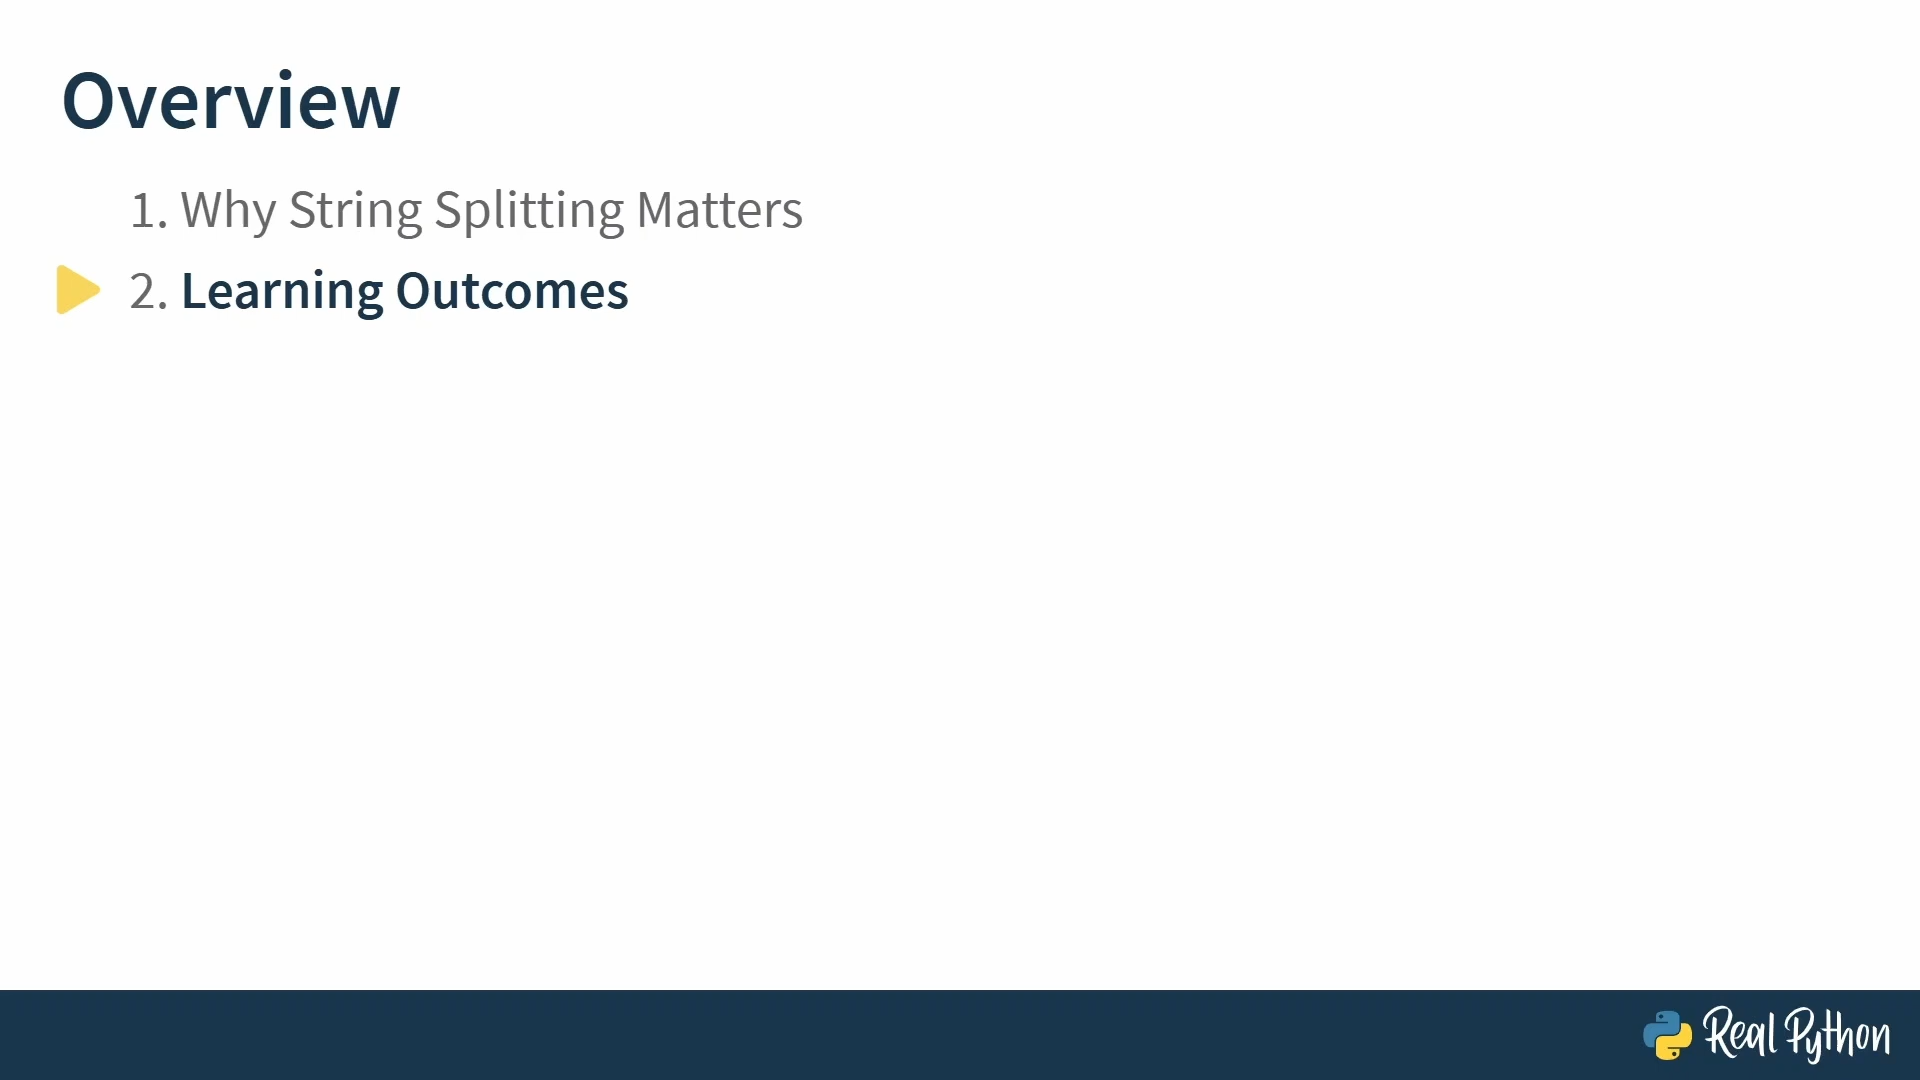 Overview
1. Why String Splitting Matters
2. Learning Outcomes
Real Python